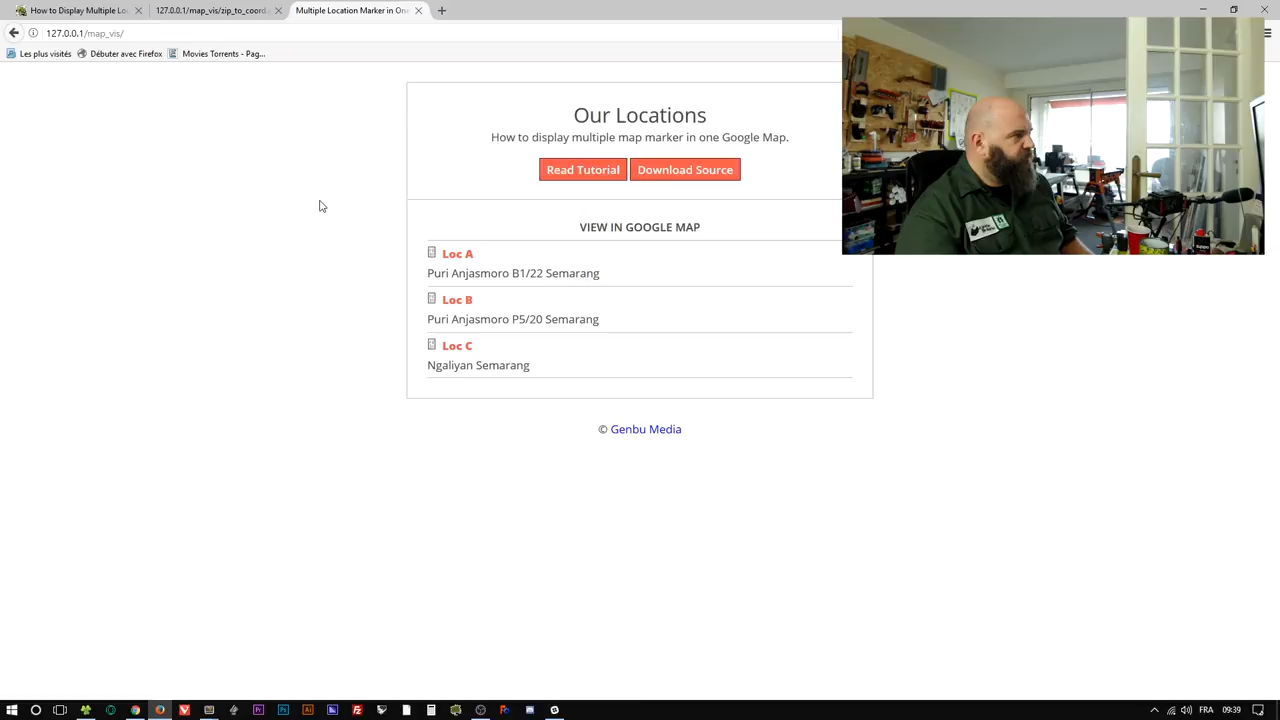 How to Display Multiple Loc
127.0.0.1/map_vis/zip_to_coord
Multiple Location Marker in One
127.0.0.1/map_vis/
Les plus visités
Débuter avec Firefox
Movies Torrents - Pag...
Our Locations
How to display multiple map marker in one Google Map.
Read Tutorial
Download Source
VIEW IN GOOGLE MAP
Loc A
Puri Anjasmoro B1/22 Semarang
Loc B
Puri Anjasmoro P5/20 Semarang
Loc C
Ngaliyan Semarang
© Genbu Media
FRA
09:39